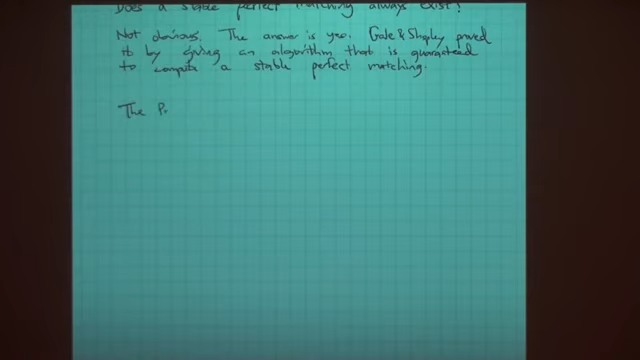 Does a stable perfect matching always exist?
Not obvious. The answer is yes. Gale & Shapley proved
it by giving an algorithm that is guaranteed
to compute a stable perfect matching.
The P